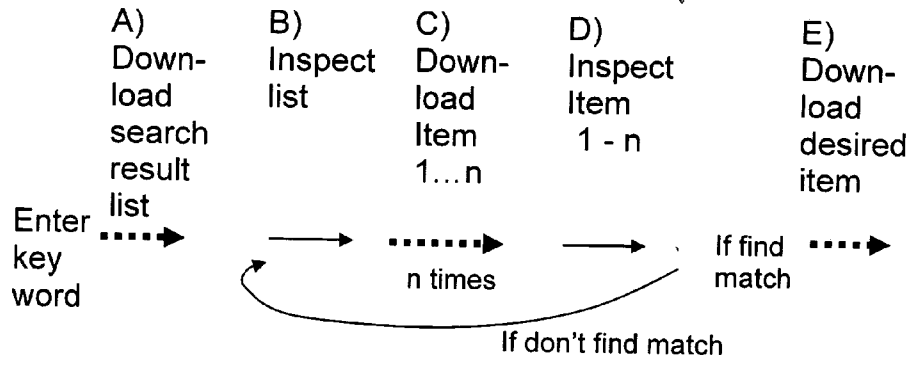 A)
Down-
load
search
result
list
B)
Inspect
list
C)
Down-
load
Item
1...n
D)
Inspect
Item
1 - n
E)
Down-
load
desired
item
Enter
key
word
n times
If find
match
If don't find match